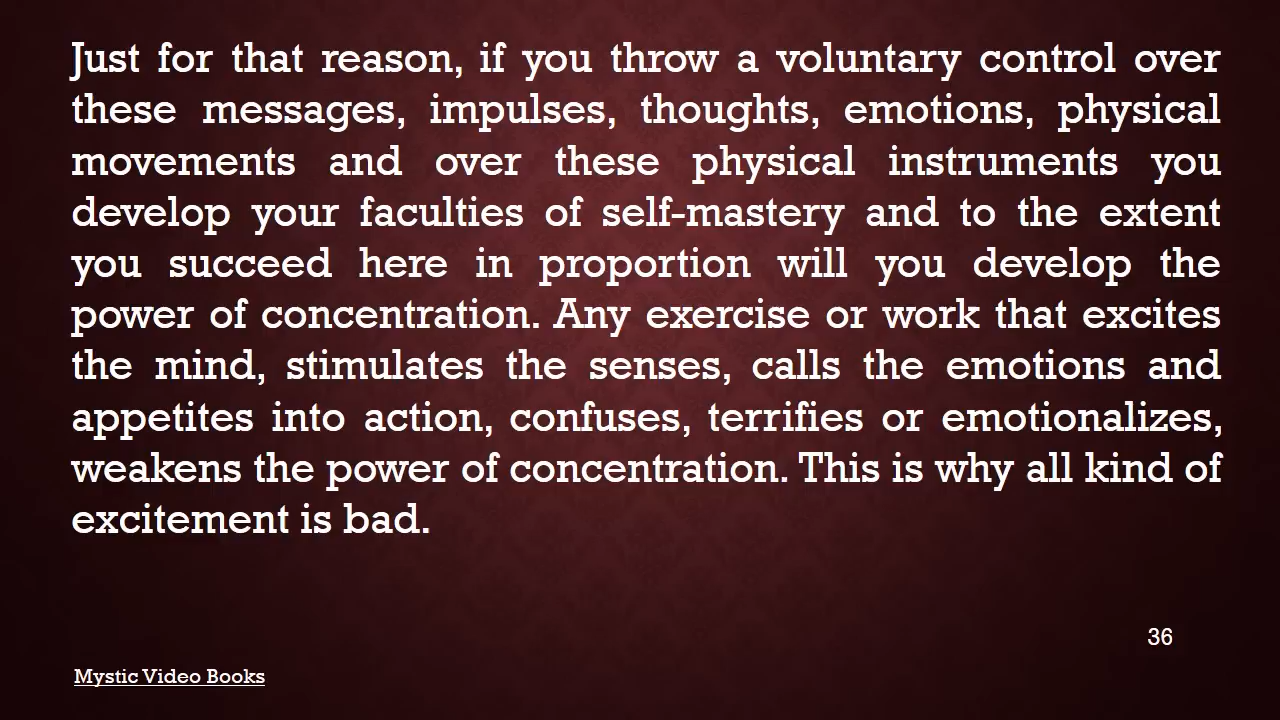 Just for that reason, if you throw a voluntary control over
these messages, impulses, thoughts, emotions, physical
movements and over these physical instruments you
develop your faculties of self-mastery and to the extent
you succeed here in proportion will you develop the
power of concentration. Any exercise or work that excites
the mind, stimulates the senses, calls the emotions and
appetites into action, confuses, terrifies or emotionalizes,
weakens the power of concentration. This is why all kind of
excitement is bad.
36
Mystic Video Books